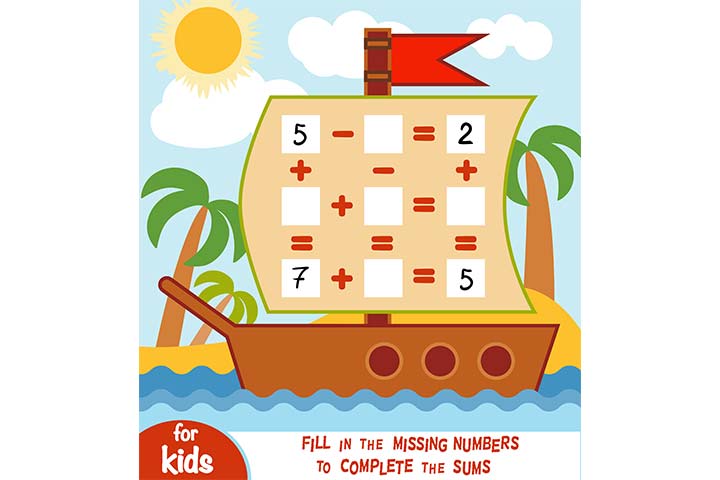 5 - = 2
+ - +
+ =
= = =
7 + = 5
for
kids
FILL IN THE MISSING NUMBERS
TO COMPLETE THE SUMS